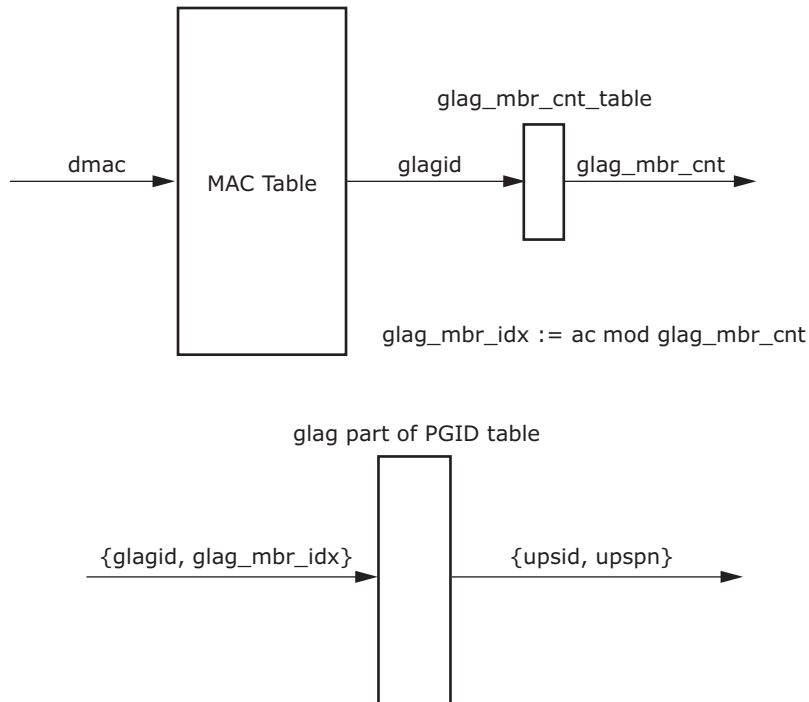 glag_mbr_cnt_table
dmac
MAC Table
glagid
glag_mbr_cnt
glag_mbr_idx := ac mod glag_mbr_cnt
glag part of PGID table
{glagid, glag_mbr_idx}
{upsid, upspn}